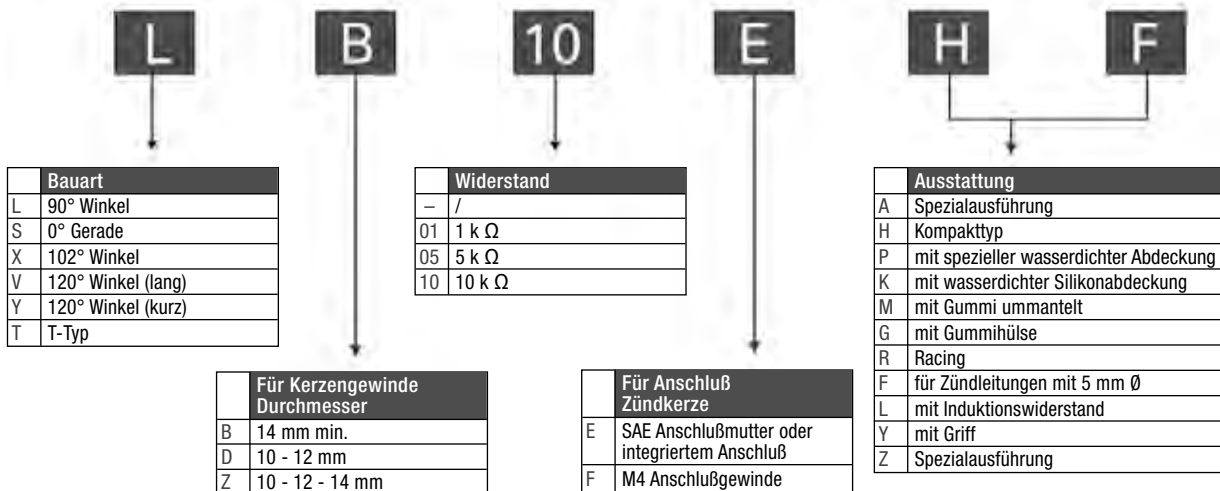 L B 10 E H F
Bauart
L 90° Winkel
S 0° Gerade
X 102° Winkel
V 120° Winkel (lang)
Y 120° Winkel (kurz)
T T-Typ
Für Kerzengewinde
Durchmesser
B 14 mm min.
D 10 - 12 mm
Z 10 - 12 - 14 mm
Widerstand
– /
01 1 k Ω
05 5 k Ω
10 10 k Ω
Für Anschluß
Zündkerze
E SAE Anschlußmutter oder
integriertem Anschluß
F M4 Anschlußgewinde
Ausstattung
A Spezialausführung
H Kompakttyp
P mit spezieller wasserdichter Abdeckung
K mit wasserdichter Silikonabdeckung
M mit Gummi ummantelt
G mit Gummihülse
R Racing
F für Zündleitungen mit 5 mm Ø
L mit Induktionswiderstand
Y mit Griff
Z Spezialausführung